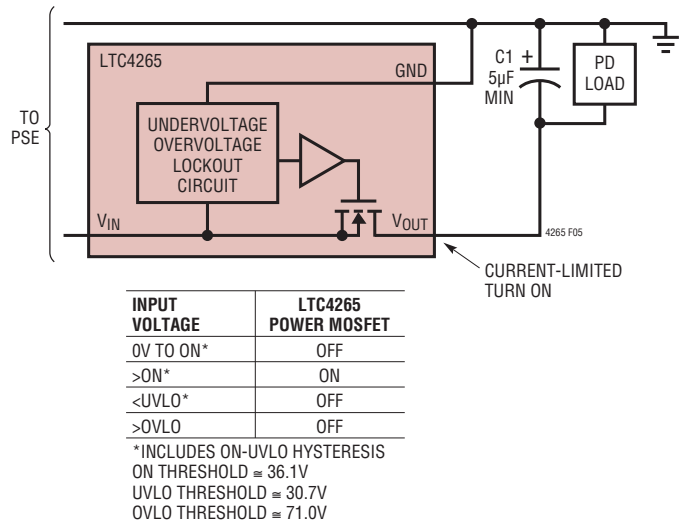 LTC4265
GND
TO
PSE
UNDERVOLTAGE
OVERVOLTAGE
LOCKOUT
CIRCUIT
VIN
VOUT
C1
+
5µF
MIN
PD
LOAD
4265 F05
CURRENT-LIMITED
TURN ON
INPUT VOLTAGE LTC4265 POWER MOSFET
0V TO ON* OFF
>ON* ON
<UVLO* OFF
>OVLO OFF
*INCLUDES ON-UVLO HYSTERESIS
ON THRESHOLD ≅ 36.1V
UVLO THRESHOLD ≅ 30.7V
OVLO THRESHOLD ≅ 71.0V